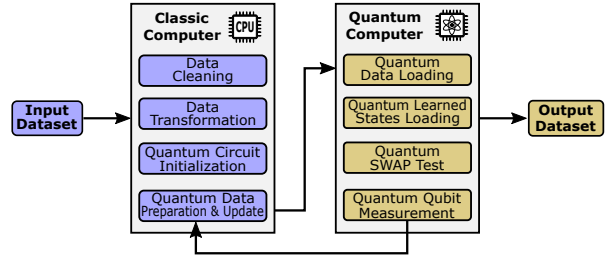 Input
Dataset
Classic
Computer
CPU
Data
Cleaning
Data
Transformation
Quantum Circuit
Initialization
Quantum Data
Preparation & Update
Quantum
Computer
Quantum
Data Loading
Quantum Learned
States Loading
Quantum
SWAP Test
Quantum Qubit
Measurement
Output
Dataset